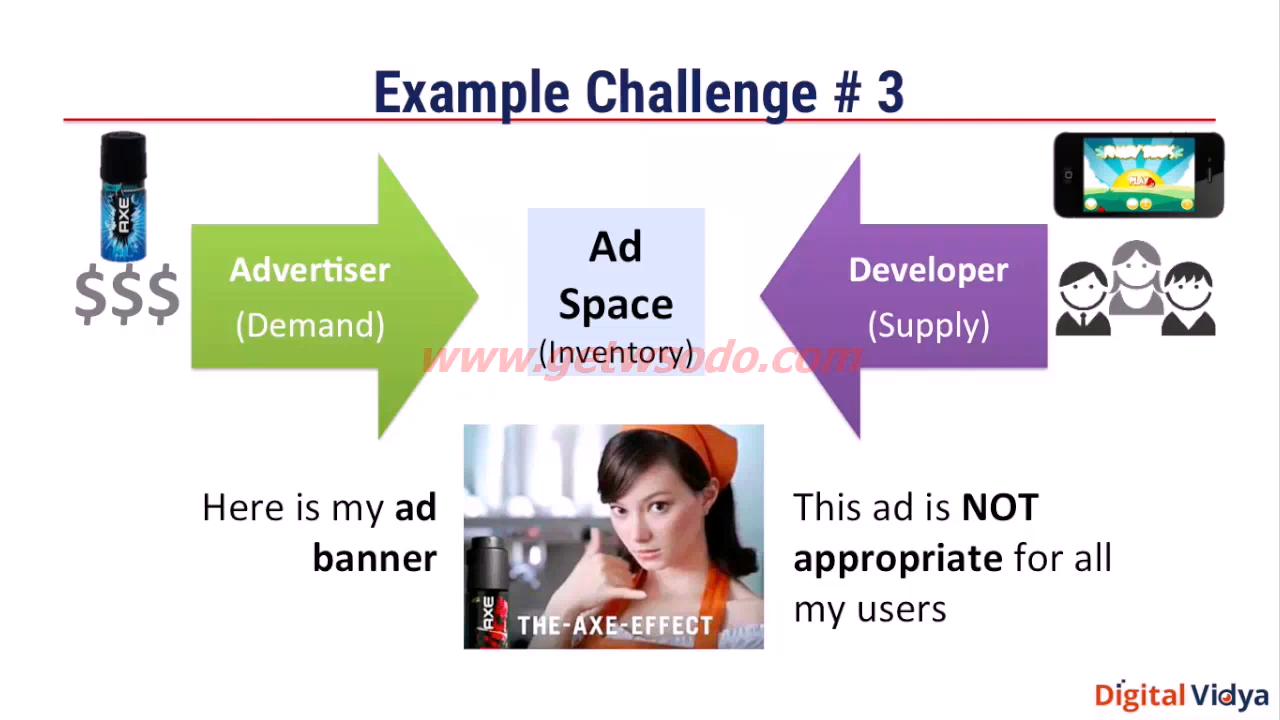 Example Challenge # 3
AXE
$$$
Advertiser
(Demand)
Ad
Space
(Inventory)
Developer
(Supply)
PLAY
www.getwsodo.com
Here is my ad
banner
AXE
THE-AXE-EFFECT
This ad is NOT
appropriate for all
my users
Digital Vidya